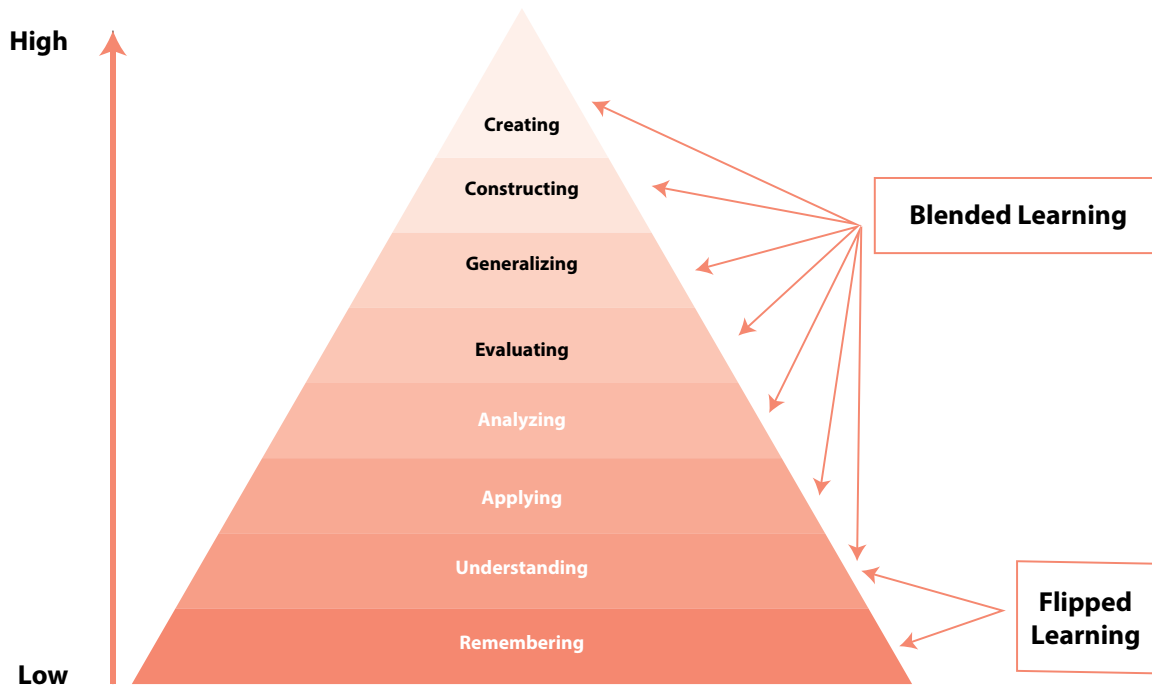 High
Creating
Constructing
Blended Learning
Generalizing
Evaluating
Analyzing
Applying
Understanding
Flipped
Learning
Remembering
Low